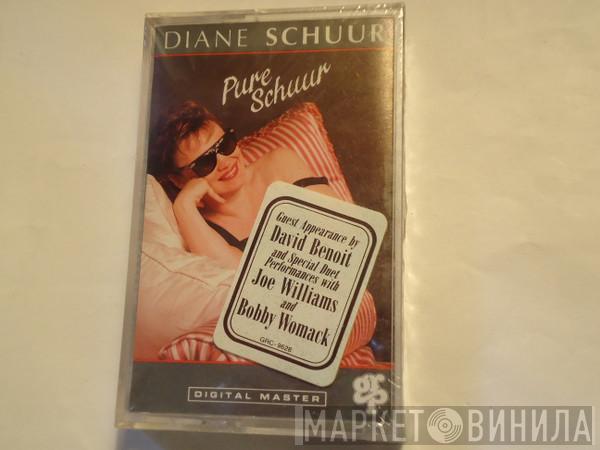 DIANE SCHUUR
Pure
Schuur
Guest Appearance by
David Benoit
and Special Duet
Performances with
Joe Williams
and
Bobby Womack
GRC-9628
DIGITAL MASTER
grp
МАРКЕТ ВИНИЛА